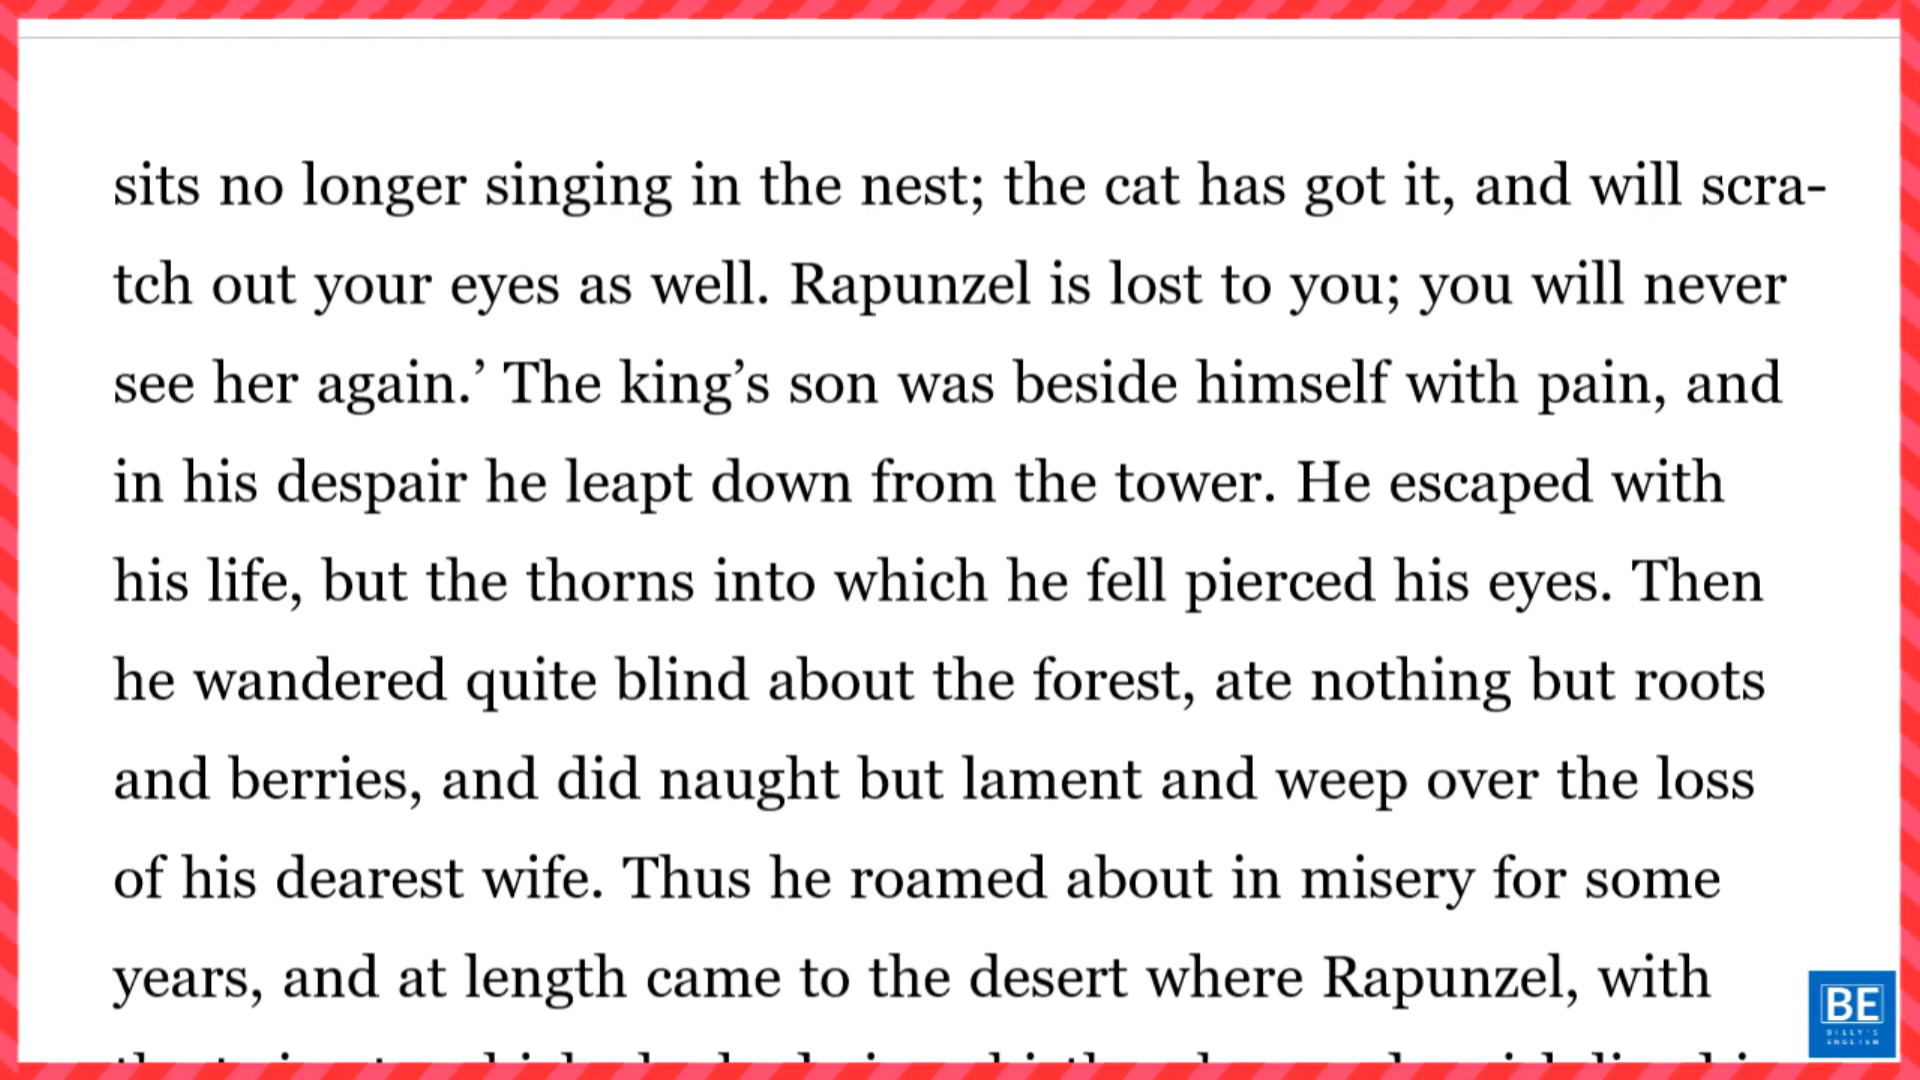 sits no longer singing in the nest; the cat has got it, and will scra-
tch out your eyes as well. Rapunzel is lost to you; you will never
see her again.’ The king’s son was beside himself with pain, and
in his despair he leapt down from the tower. He escaped with
his life, but the thorns into which he fell pierced his eyes. Then
he wandered quite blind about the forest, ate nothing but roots
and berries, and did naught but lament and weep over the loss
of his dearest wife. Thus he roamed about in misery for some
years, and at length came to the desert where Rapunzel, with
BE
BILLY'S
ENGLISH